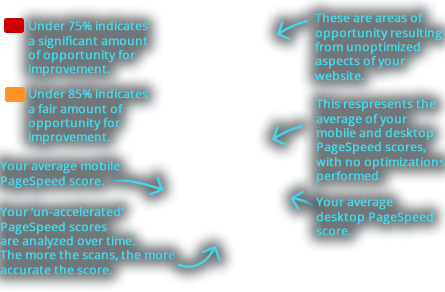 Under 75% indicates
a significant amount
of opportunity for
improvement.
Under 85% indicates
a fair amount of
opportunity for
improvement.
Your average mobile
PageSpeed score.
Your ‘un-accelerated’
PageSpeed scores
are analyzed over time.
The more the scans, the more
accurate the score.
These are areas of
opportunity resulting
from unoptimized
aspects of your
website.
This respresents the
average of your
mobile and desktop
PageSpeed scores,
with no optimizations
performed.
Your average
desktop PageSpeed
score.